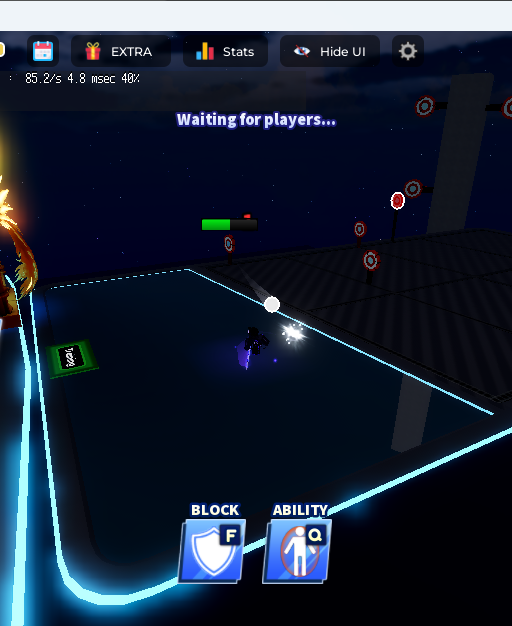 EXTRA
Stats
Hide UI
: 85.2/s 4.8 msec 40%
Waiting for players...
BLOCK
ABILITY
F
Q